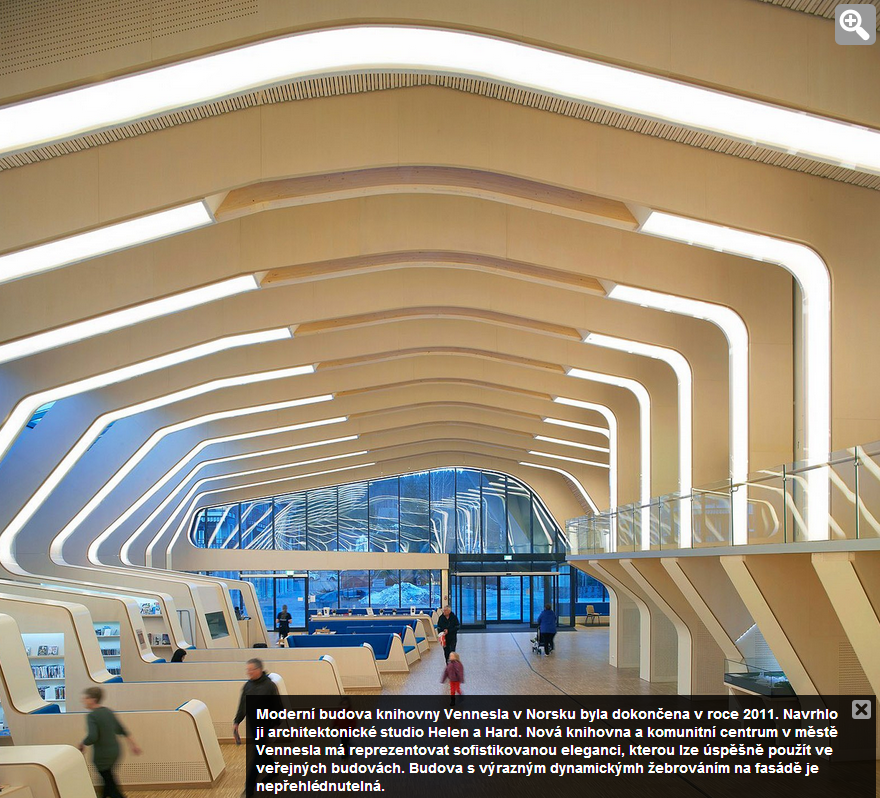 Moderní budova knihovny Vennesla v Norsku byla dokončena v roce 2011. Navrhlo
ji architektonické studio Helen a Hard. Nová knihovna a komunitní centrum v městě
Vennesla má reprezentovat sofistikovanou eleganci, kterou lze úspěšně použít ve
veřejných budovách. Budova s výrazným dynamickýmh žebrováním na fasádě je
nepřehlédnutelná.